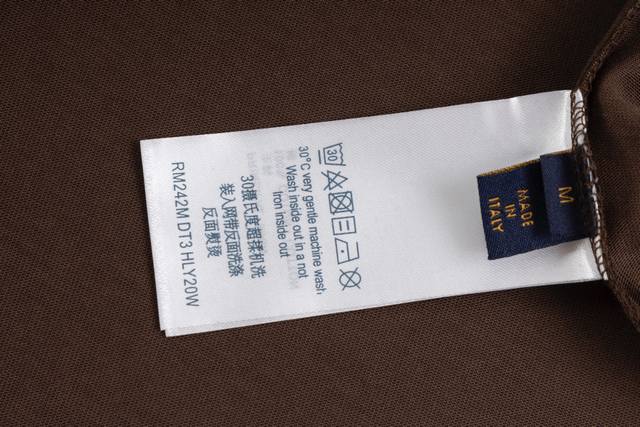 M
MADE
IN
ITALY
30
30°C very gentle machine wash
Wash inside out in a not
Iron inside out
30摄氏度超揉机洗
装入网带反面洗涤
反面熨烫
RM242M DT3 HLY20W